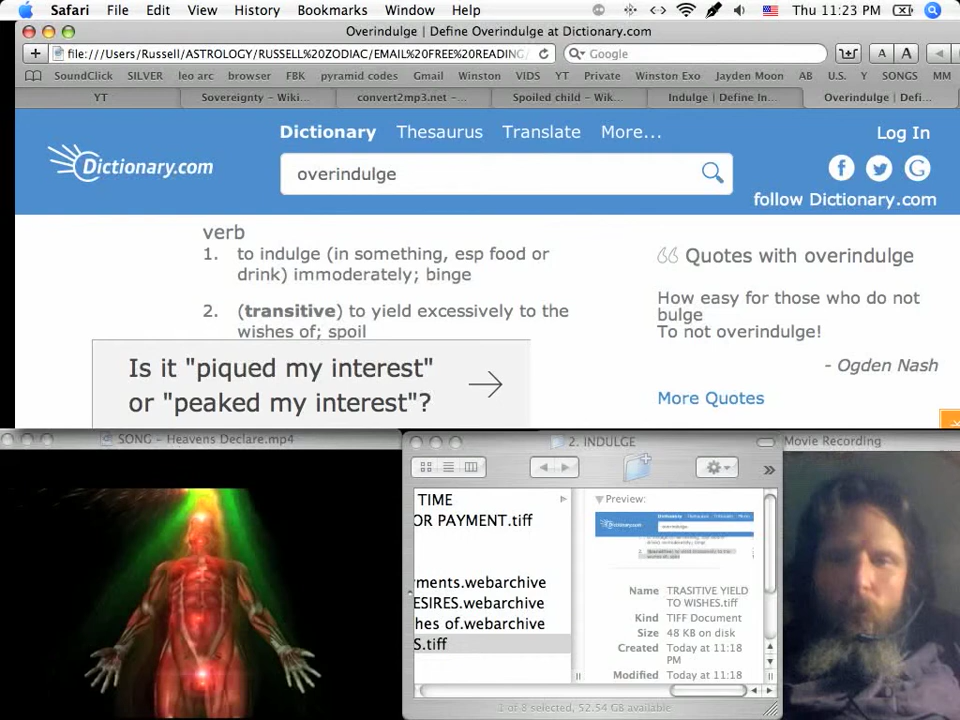 Safari File Edit View History Bookmarks Window Help Thu 11:23 PM
Overindulge | Define Overindulge at Dictionary.com
file:///Users/Russell/ASTROLOGY/RUSSELL%20ZODIAC/EMAIL%20FREE%20READING/ Google A A
SoundClick SILVER leo arc browser FBK pyramid codes Gmail Winston VIDS YT Private Winston Exo Jayden Moon AB U.S. Y SONGS MM
YT Sovereignty - Wiki... convert2mp3.net -... Spoiled child - Wik... Indulge | Define In... Overindulge | Defi...
Dictionary Thesaurus Translate More... Log In
Dictionary.com
overindulge
follow Dictionary.com
verb
1. to indulge (in something, esp food or
drink) immoderately; binge
2. (transitive) to yield excessively to the
wishes of; spoil
Quotes with overindulge
How easy for those who do not
bulge
To not overindulge!
- Ogden Nash
More Quotes
Is it "piqued my interest"
or "peaked my interest"?
SONG - Heavens Declare.mp4
2. INDULGE
Movie Recording
TIME
OR PAYMENT.tiff
ments.webarchive
ESIRES.webarchive
hes of.webarchive
S.tiff
Preview:
Name TRASITIVE YIELD
TO WISHES.tiff
Kind TIFF Document
Size 48 KB on disk
Created Today at 11:18
PM
Modified Today at 11:18
1 of 8 selected, 52.54 GB available